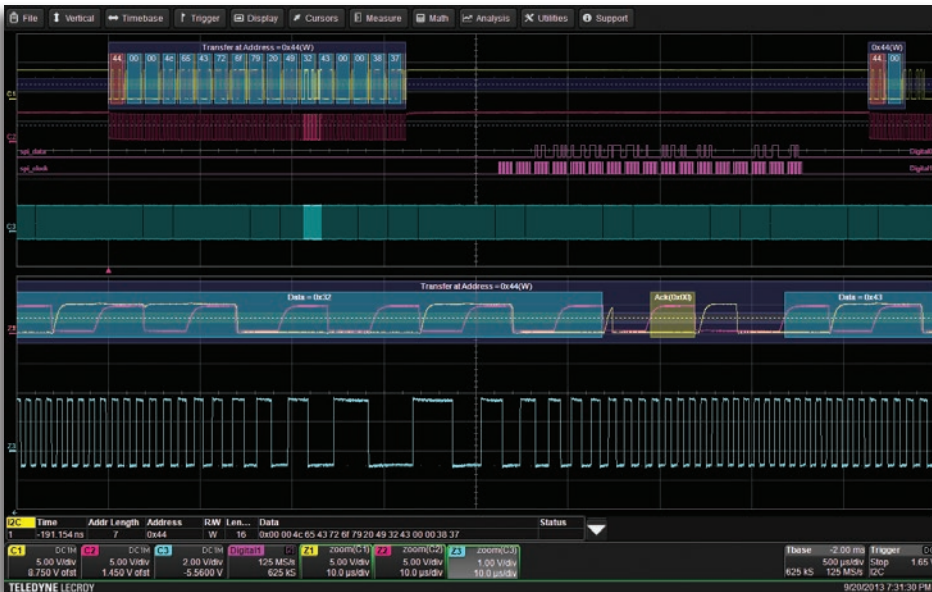 File Vertical Timebase Trigger Display Cursors Measure Math Analysis Utilities Support
Transfer at Address = 0x44(W) 0x44(W)
44 00 00 4c 65 43 72 6f 79 20 49 32 43 00 00 38 37 44 00
C1
C2
spi_data Digital1
spi_clock Digital1
C3
Transfer at Address = 0x44(W)
Data = 0x32 Ack(0x00) Data = 0x43
Z3
I2C Time Addr Length Address R/W Len... Data Status
1 -191.154 ms 7 0x44 W 16 0x00 00 4c 65 43 72 6f 79 20 49 32 43 00 00 38 37
C1 DC1M C2 DC1M C3 DC1M Digital1 Z1 zoom(C1) Z2 zoom(C2) Z3 zoom(C3) Tbase -2.00 ms Trigger
5.00 V/div 5.00 V/div 2.00 V/div 125 MS/s 5.00 V/div 5.00 V/div 1.00 V/div 500 µs/div Stop 1.65
8.750 V ofst 1.450 V ofst -5.5600 V 625 kS 10.0 µs/div 10.0 µs/div 10.0 µs/div 625 kS 125 MS/s I2C
TELEDYNE LECROY 9/20/2013 7:31:30 PM